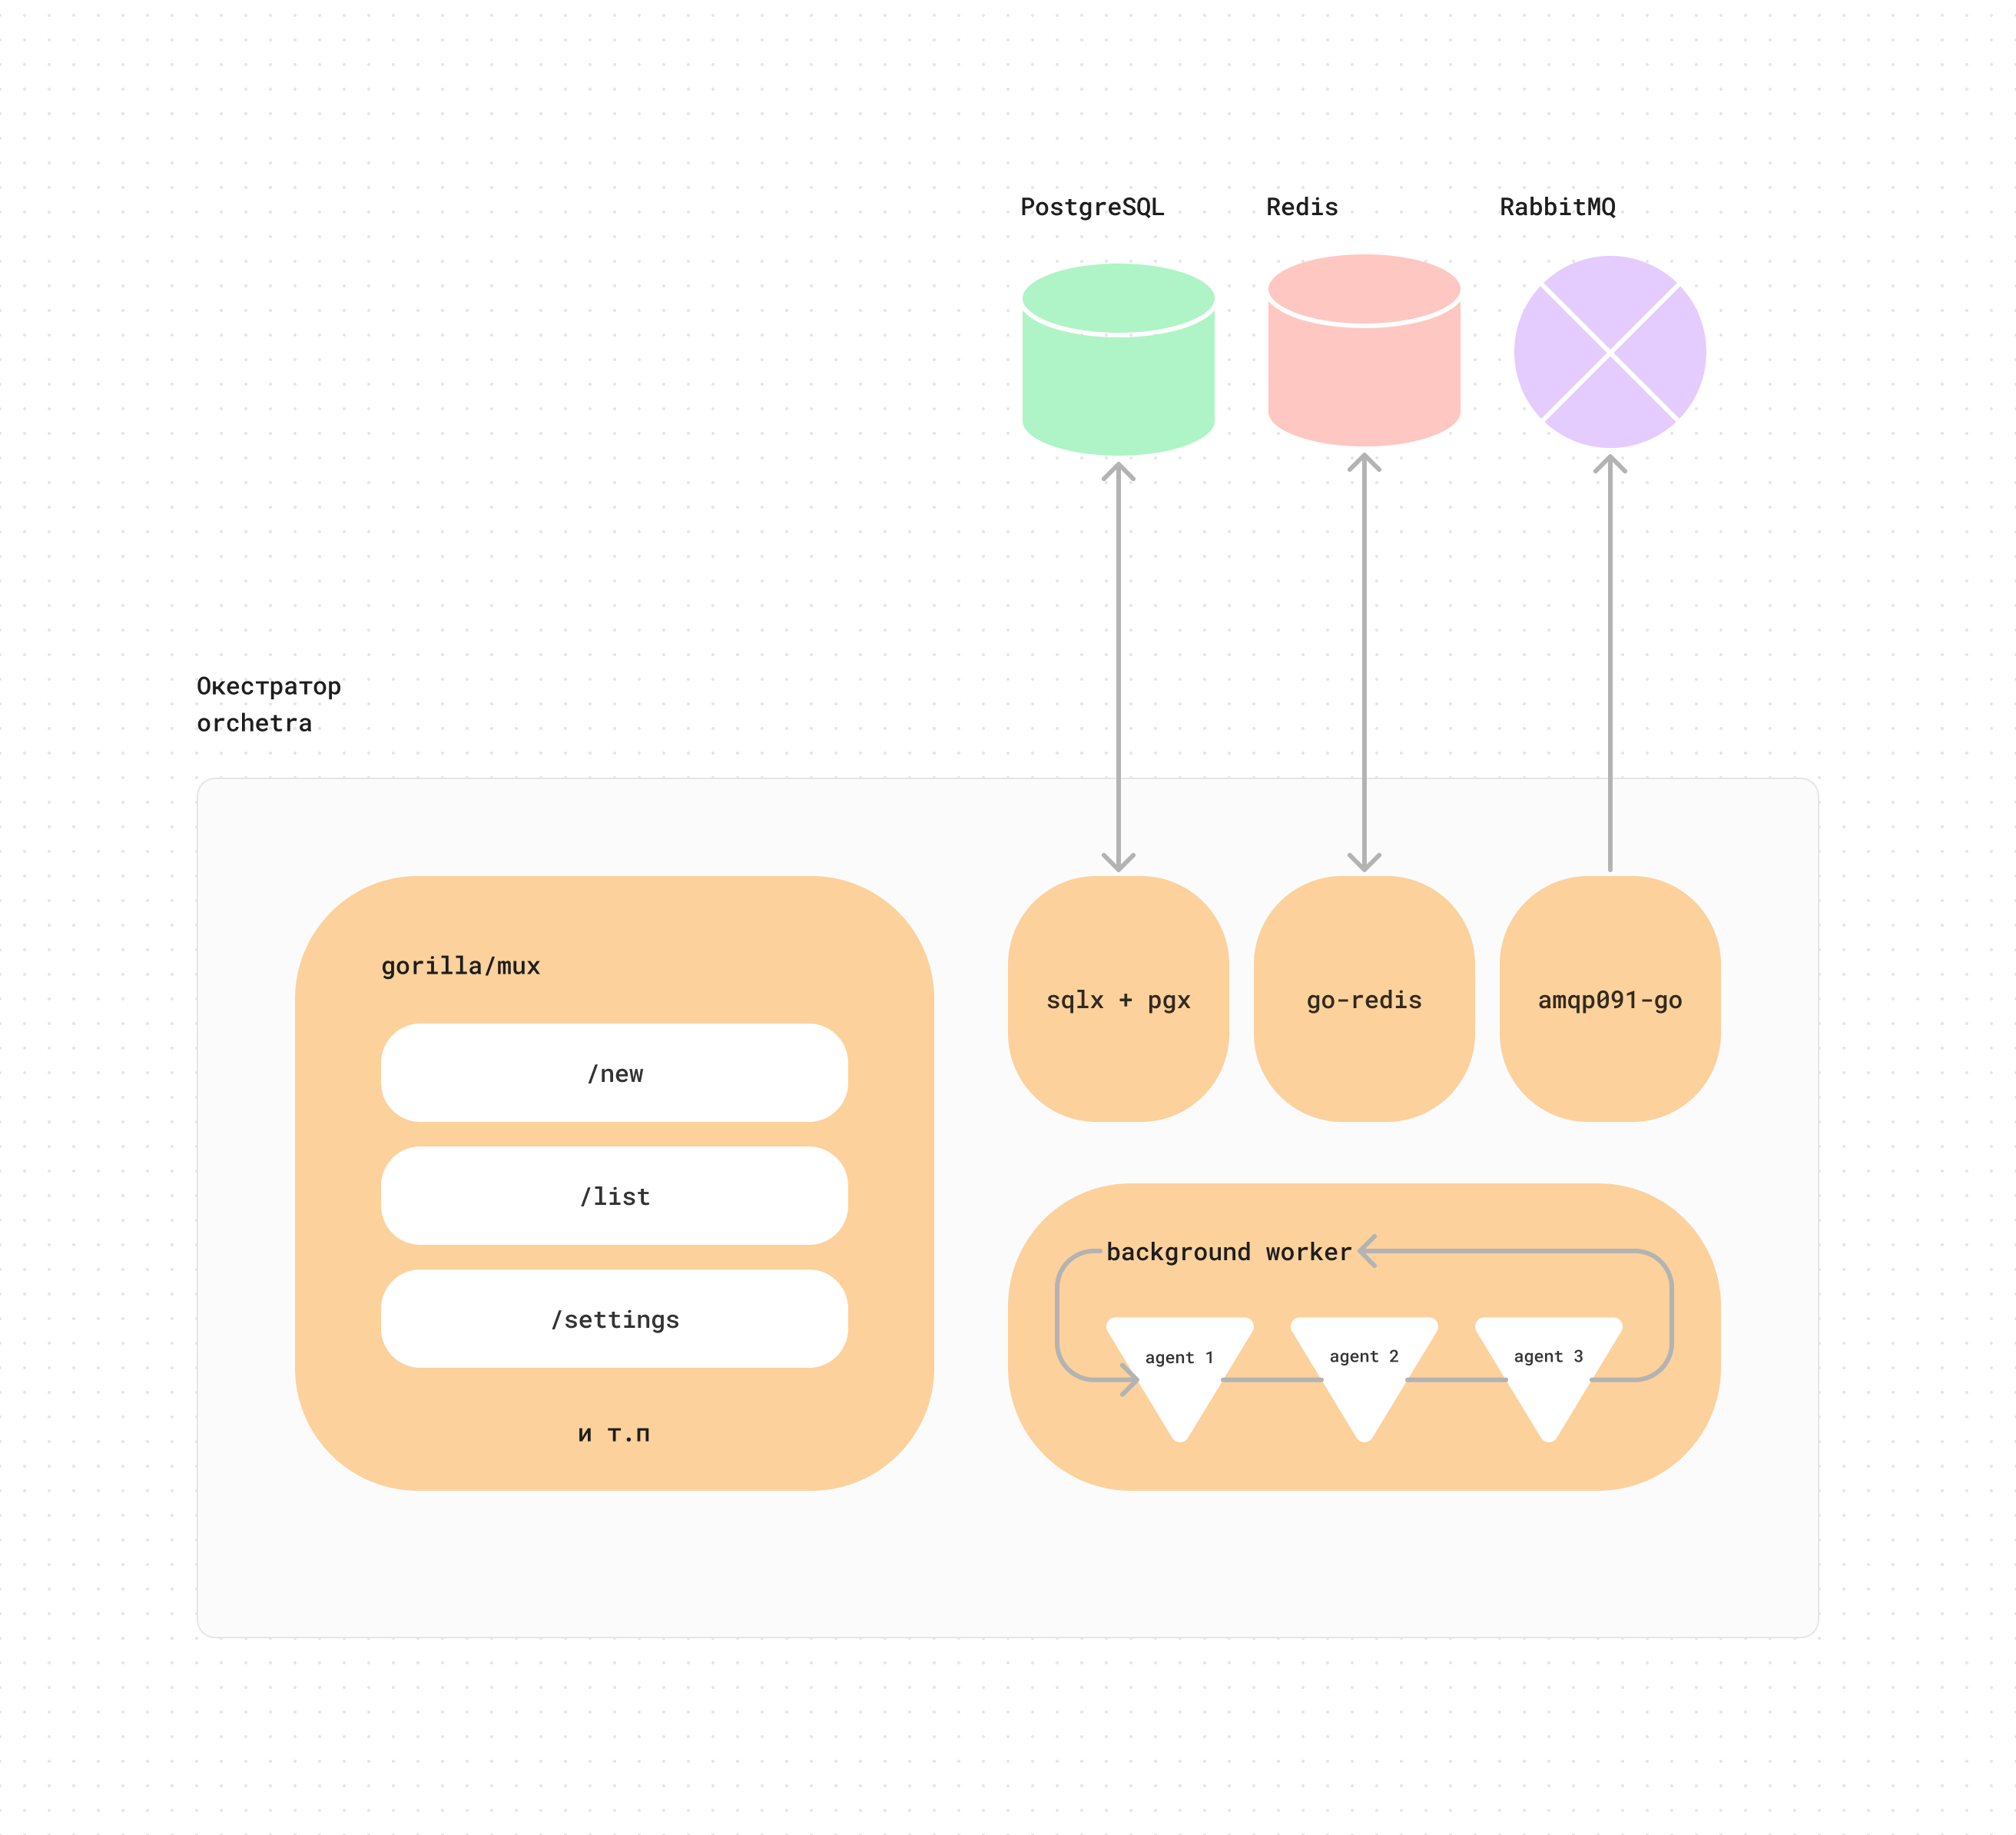 PostgreSQL
Redis
RabbitMQ
Окестратор
orchetra
gorilla/mux
/new
/list
/settings
и т.п
sqlx + pgx
go-redis
amqp091-go
background worker
agent 1
agent 2
agent 3